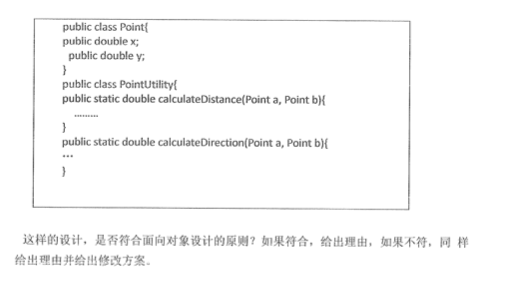 public class Point{
public double x;
public double y;
}
public class PointUtility{
public static double calculateDistance(Point a, Point b){
.........
}
public static double calculateDirection(Point a, Point b){
...
}
这样的设计，是否符合面向对象设计的原则？如果符合，给出理由，如果不符，同 样
给出理由并给出修改方案。